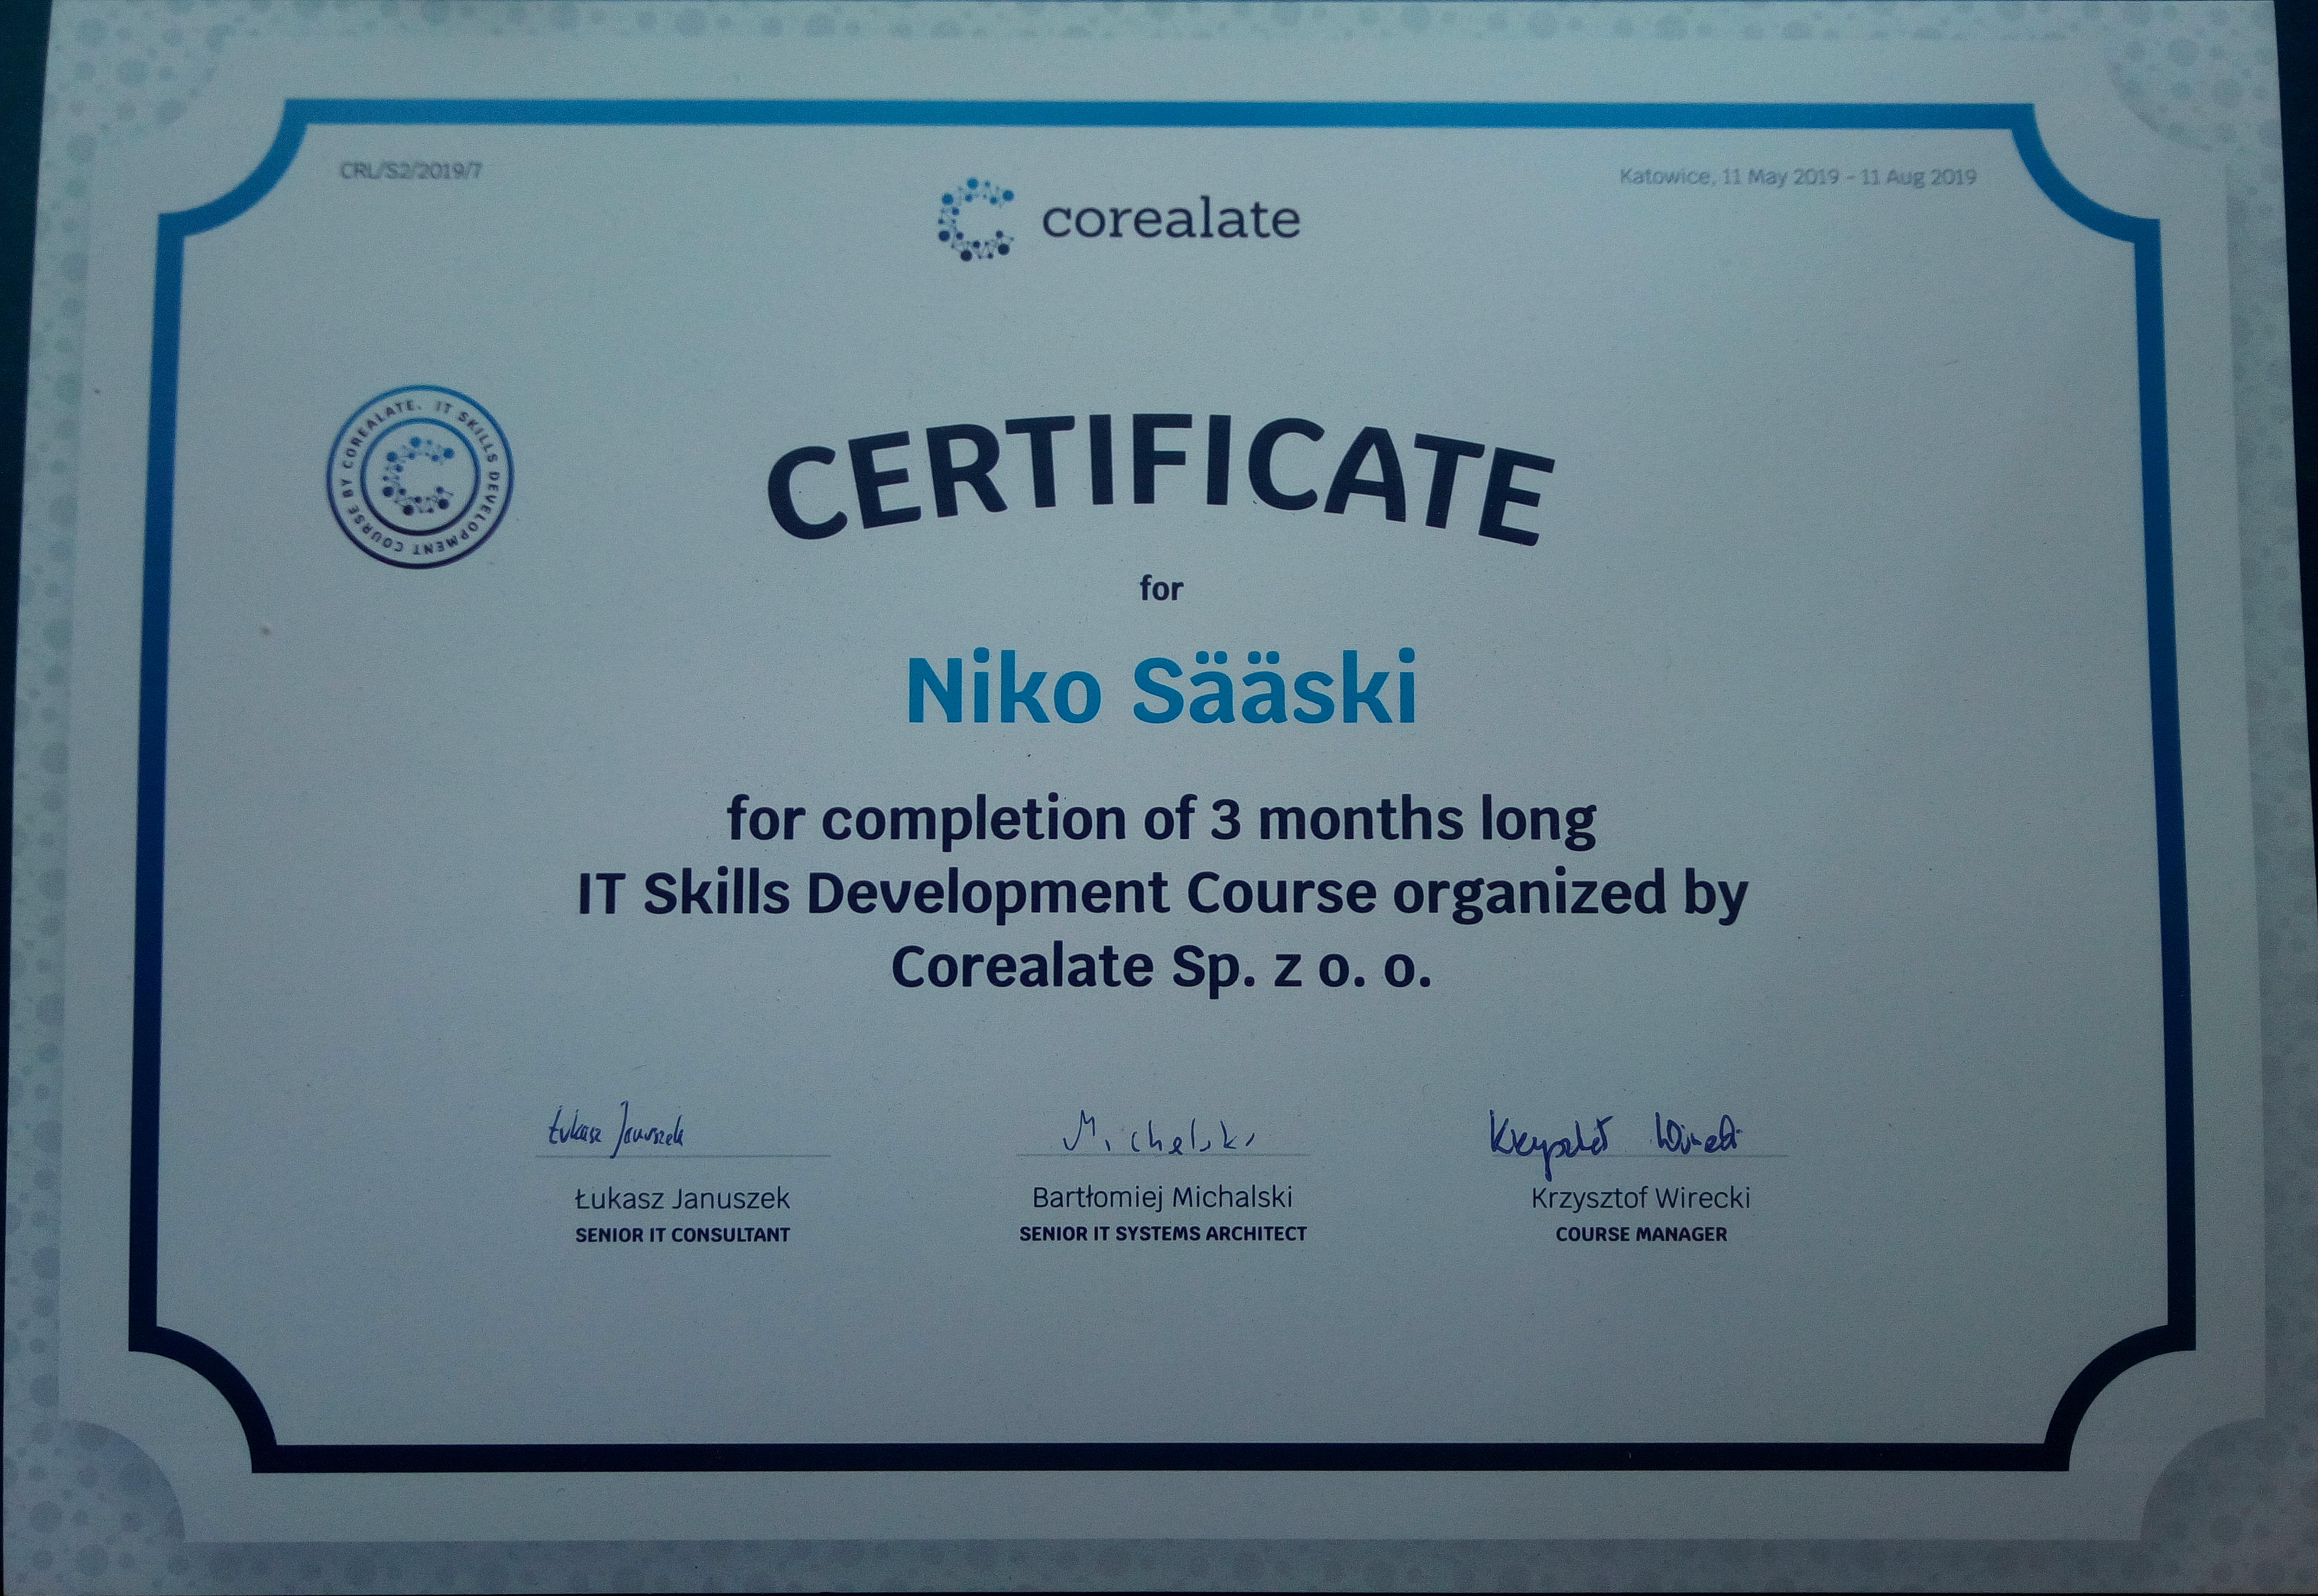 CRL/S2/2019/7
Katowice, 11 May 2019 - 11 Aug 2019
corealate
IT SKILLS DEVELOPMENT COURSE BY COREALATE.
CERTIFICATE
for
Niko Sääski
for completion of 3 months long
IT Skills Development Course organized by
Corealate Sp. z o. o.
Łukasz Januszek
Michalski
Krzysztof Wirecki
Łukasz Januszek
Bartłomiej Michalski
Krzysztof Wirecki
SENIOR IT CONSULTANT
SENIOR IT SYSTEMS ARCHITECT
COURSE MANAGER